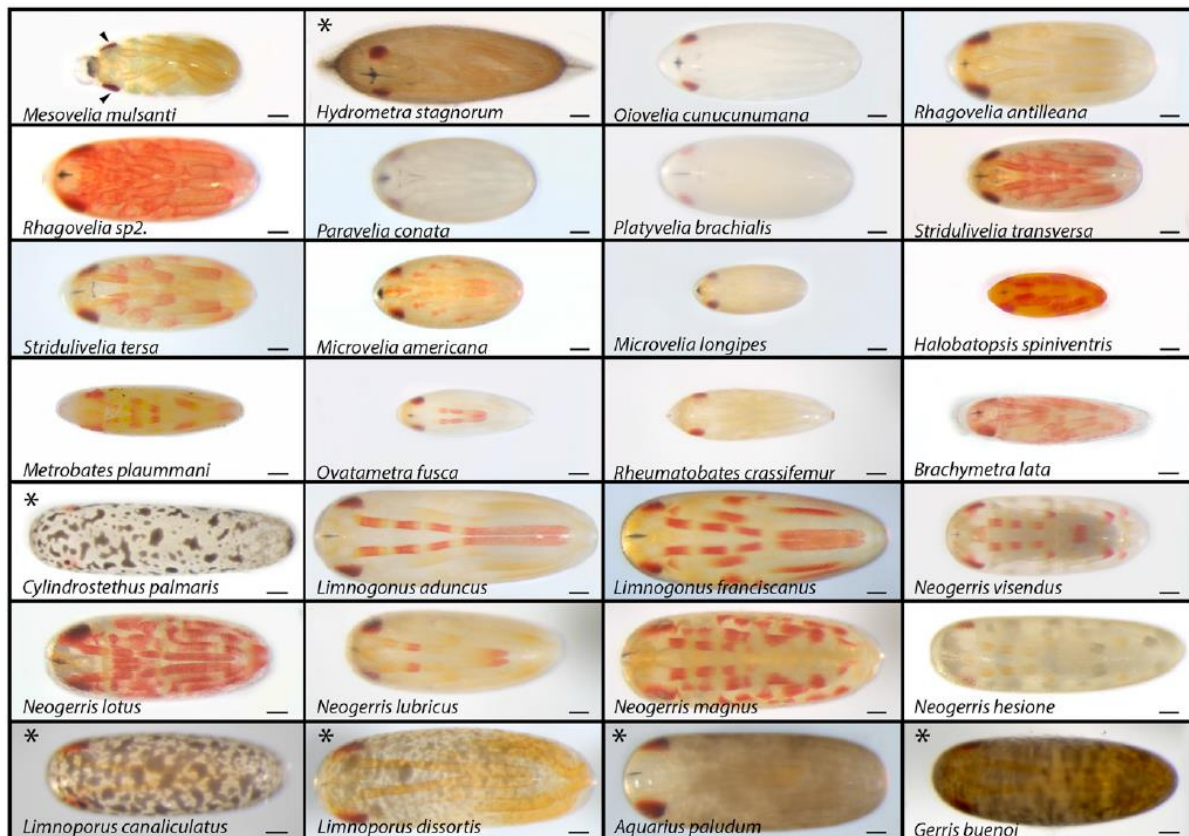 *
Mesovelia mulsanti
Hydrometra stagnorum
Oiovelia cunucunumana
Rhagovelia antilleana
Rhagovelia sp2.
Paravelia conata
Platyvelia brachialis
Stridulivelia transversa
Stridulivelia tersa
Microvelia americana
Microvelia longipes
Halobatopsis spiniventris
Metrobates plaummani
Ovatametra fusca
Rheumatobates crassifemur
Brachymetra lata
*
Cylindrostethus palmaris
Limnogonus aduncus
Limnogonus franciscanus
Neogerris visendus
Neogerris lotus
Neogerris lubricus
Neogerris magnus
Neogerris hesione
* * * *
Limnoporus canaliculatus
Limnoporus dissortis
Aquarius paludum
Gerris buenoi